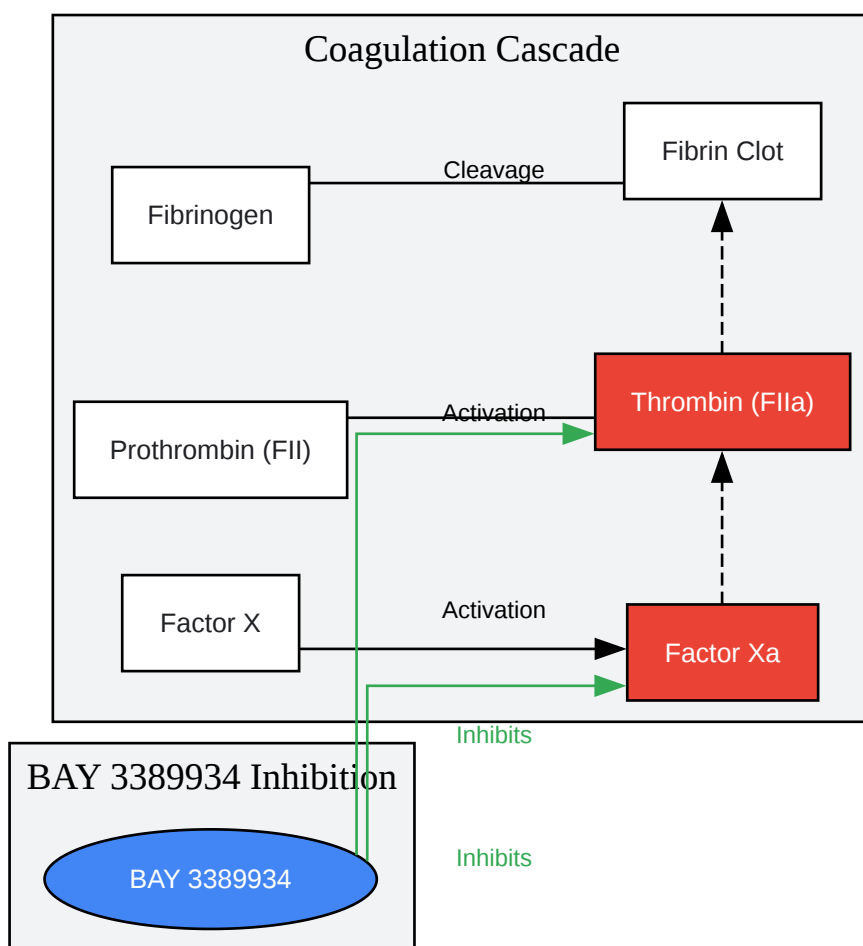 Coagulation Cascade
Fibrin Clot
Cleavage
Fibrinogen
Thrombin (FIIa)
Activation
Prothrombin (FII)
Activation
Factor X
Factor Xa
Inhibits
BAY 3389934 Inhibition
Inhibits
BAY 3389934